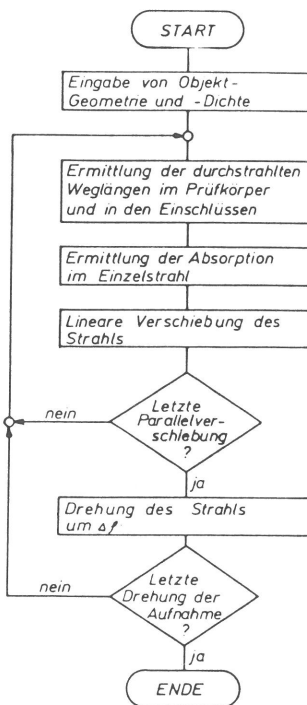 START
Eingabe von Objekt-
Geometrie und -Dichte
Ermittlung der durchstrahlten
Weglängen im Prüfkörper
und in den Einschlüssen
Ermittlung der Absorption
im Einzelstrahl
Lineare Verschiebung des
Strahls
nein
Letzte
Parallelver-
schiebung
?
ja
Drehung des Strahls
um Δϑ
nein
Letzte
Drehung der
Aufnahme
?
ja
ENDE